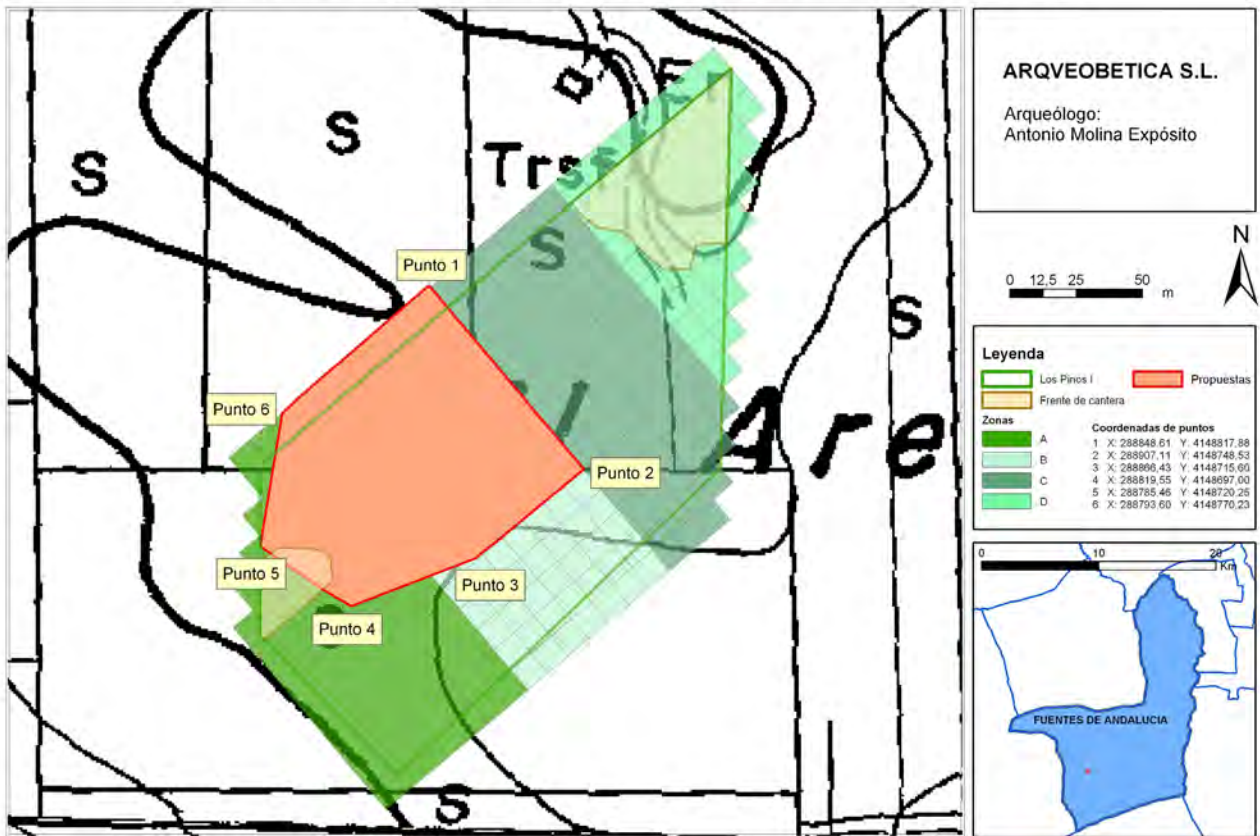 S
S
B
E
Trsf
S
S
Are
S
Punto 1
Punto 6
Punto 2
Punto 5
Punto 3
Punto 4
ARQVEOBETICA S.L.
Arqueólogo:
Antonio Molina Expósito
N
0 12,5 25 50 m
Leyenda
Los Pinos I
Propuestas
Frente de cantera
Zonas
A
B
C
D
Coordenadas de puntos
1 X: 288848.61 Y: 4148817,88
2 X: 288907,11 Y: 4148748,53
3 X: 288866,43 Y: 4148715,60
4 X: 288819,55 Y: 4148697,00
5 X: 288785.46 Y: 4148720,25
6 X: 288793,60 Y: 4148770,23
0 10 20 Km
FUENTES DE ANDALUCIA